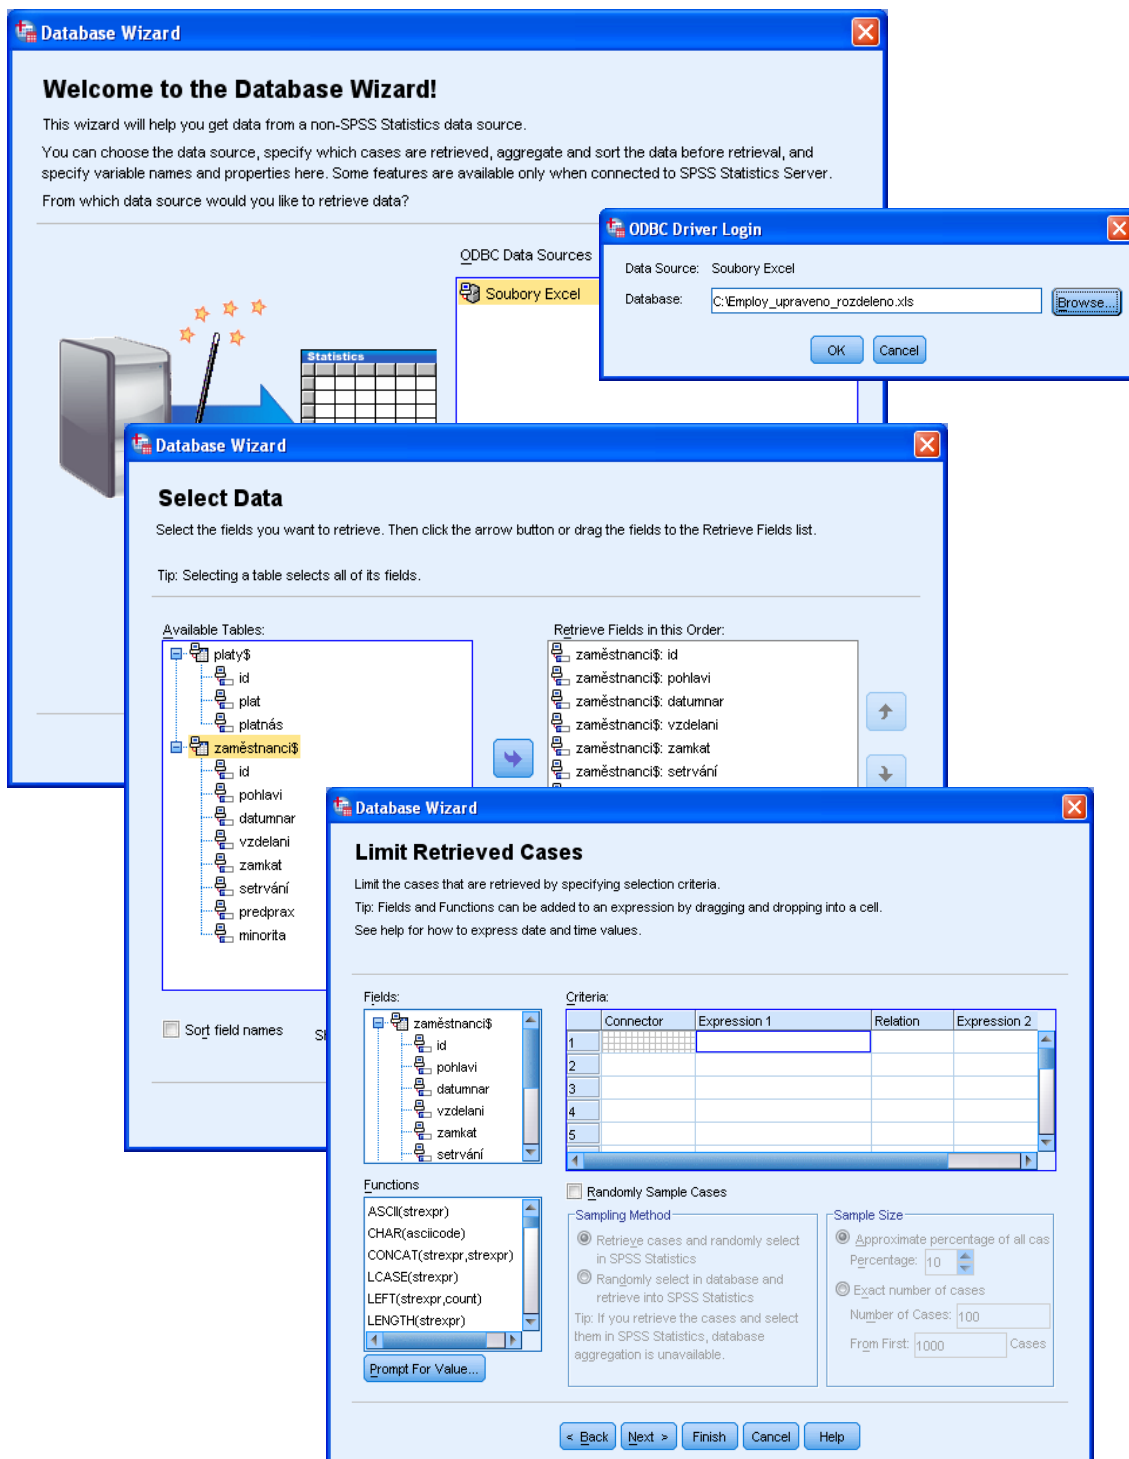 Database Wizard
Welcome to the Database Wizard!
This wizard will help you get data from a non-SPSS Statistics data source.
You can choose the data source, specify which cases are retrieved, aggregate and sort the data before retrieval, and
specify variable names and properties here. Some features are available only when connected to SPSS Statistics Server.
From which data source would you like to retrieve data?
ODBC Data Sources
Soubory Excel
Statistics
ODBC Driver Login
Data Source: Soubory Excel
Database: C:\Employ_upraveno_rozdeleno.xls Browse...
OK Cancel
Database Wizard
Select Data
Select the fields you want to retrieve. Then click the arrow button or drag the fields to the Retrieve Fields list.
Tip: Selecting a table selects all of its fields.
Available Tables:
platy$
id
plat
platnás
zaměstnanci$
id
pohlavi
datumnar
vzdelani
zamkat
setrvání
predprax
minorita
Retrieve Fields in this Order:
zaměstnanci$: id
zaměstnanci$: pohlavi
zaměstnanci$: datumnar
zaměstnanci$: vzdelani
zaměstnanci$: zamkat
zaměstnanci$: setrvání
Sort field names
Database Wizard
Limit Retrieved Cases
Limit the cases that are retrieved by specifying selection criteria.
Tip: Fields and Functions can be added to an expression by dragging and dropping into a cell.
See help for how to express date and time values.
Fields:
zaměstnanci$
id
pohlavi
datumnar
vzdelani
zamkat
setrvání
Criteria:
Connector Expression 1 Relation Expression 2
1
2
3
4
5
Functions
ASCII(strexpr)
CHAR(asciicode)
CONCAT(strexpr,strexpr)
LCASE(strexpr)
LEFT(strexpr,count)
LENGTH(strexpr)
Prompt For Value...
Randomly Sample Cases
Sampling Method
Retrieve cases and randomly select
in SPSS Statistics
Randomly select in database and
retrieve into SPSS Statistics
Tip: If you retrieve the cases and select
them in SPSS Statistics, database
aggregation is unavailable.
Sample Size
Approximate percentage of all cas
Percentage: 10
Exact number of cases
Number of Cases: 100
From First: 1000 Cases
< Back Next > Finish Cancel Help